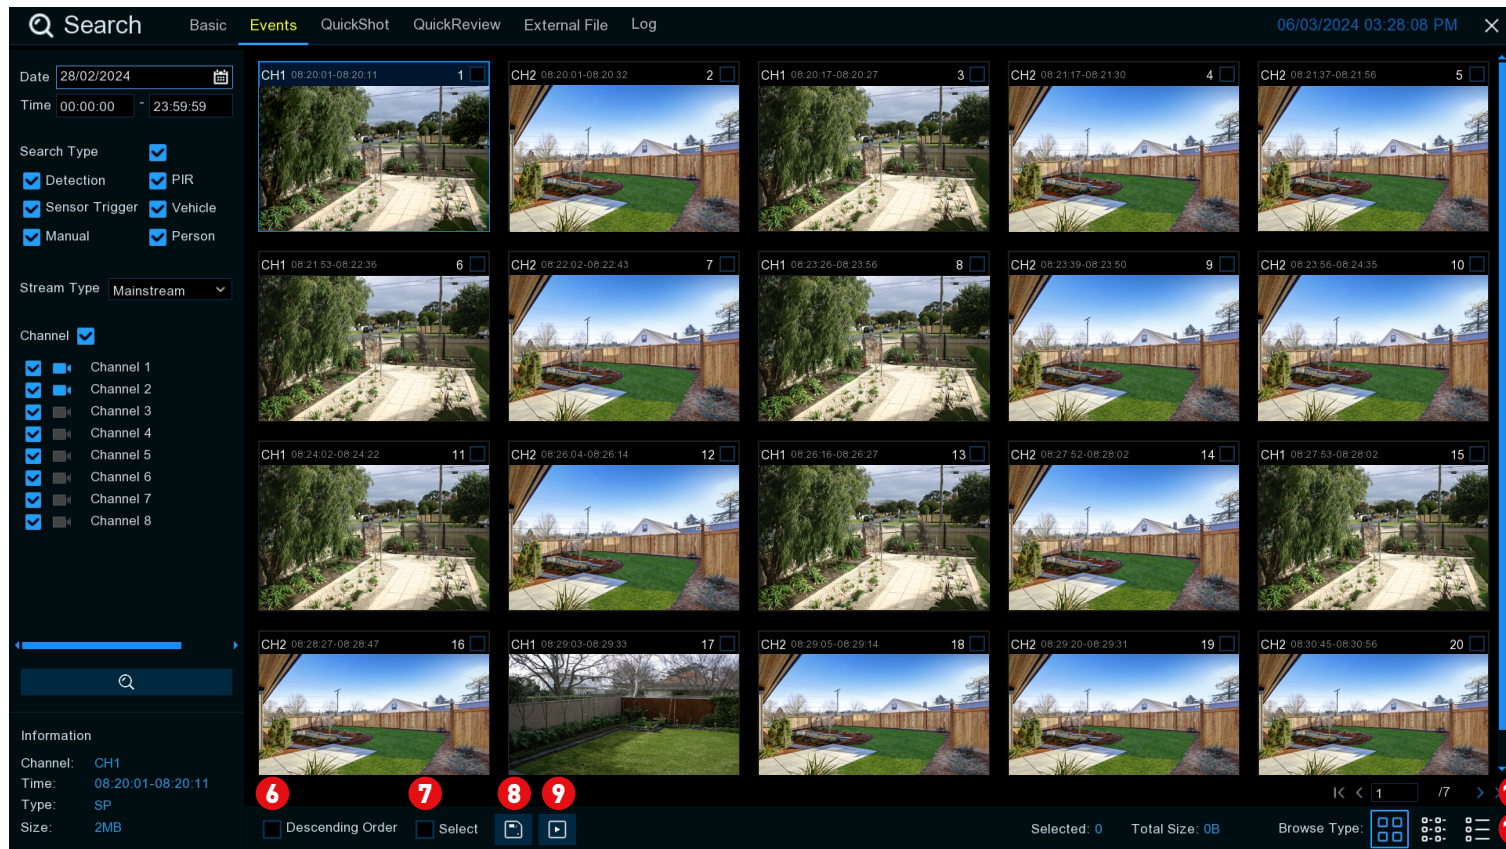 Search Basic Events QuickShot QuickReview External File Log 06/03/2024 03:28:08 PM
Date 28/02/2024
Time 00:00:00 - 23:59:59
Search Type
Detection PIR
Sensor Trigger Vehicle
Manual Person
Stream Type Mainstream
Channel
Channel 1
Channel 2
Channel 3
Channel 4
Channel 5
Channel 6
Channel 7
Channel 8
Information
Channel: CH1
Time: 08:20:01-08:20:11
Type: SP
Size: 2MB
CH1 08:20:01-08:20:11 1
CH2 08:20:01-08:20:32 2
CH1 08:20:17-08:20:27 3
CH2 08:21:17-08:21:30 4
CH2 08:21:37-08:21:56 5
CH1 08:21:53-08:22:36 6
CH2 08:22:02-08:22:43 7
CH1 08:23:26-08:23:56 8
CH2 08:23:39-08:23:50 9
CH2 08:23:56-08:24:35 10
CH1 08:24:02-08:24:22 11
CH2 08:26:04-08:26:14 12
CH1 08:26:16-08:26:27 13
CH2 08:27:52-08:28:02 14
CH1 08:27:53-08:28:02 15
CH2 08:28:27-08:28:47 16
CH1 08:29:03-08:29:33 17
CH2 08:29:05-08:29:14 18
CH2 08:29:20-08:29:31 19
CH2 08:30:45-08:30:56 20
1 /7
6 7 8 9
Descending Order Select Selected: 0 Total Size: 0B Browse Type: